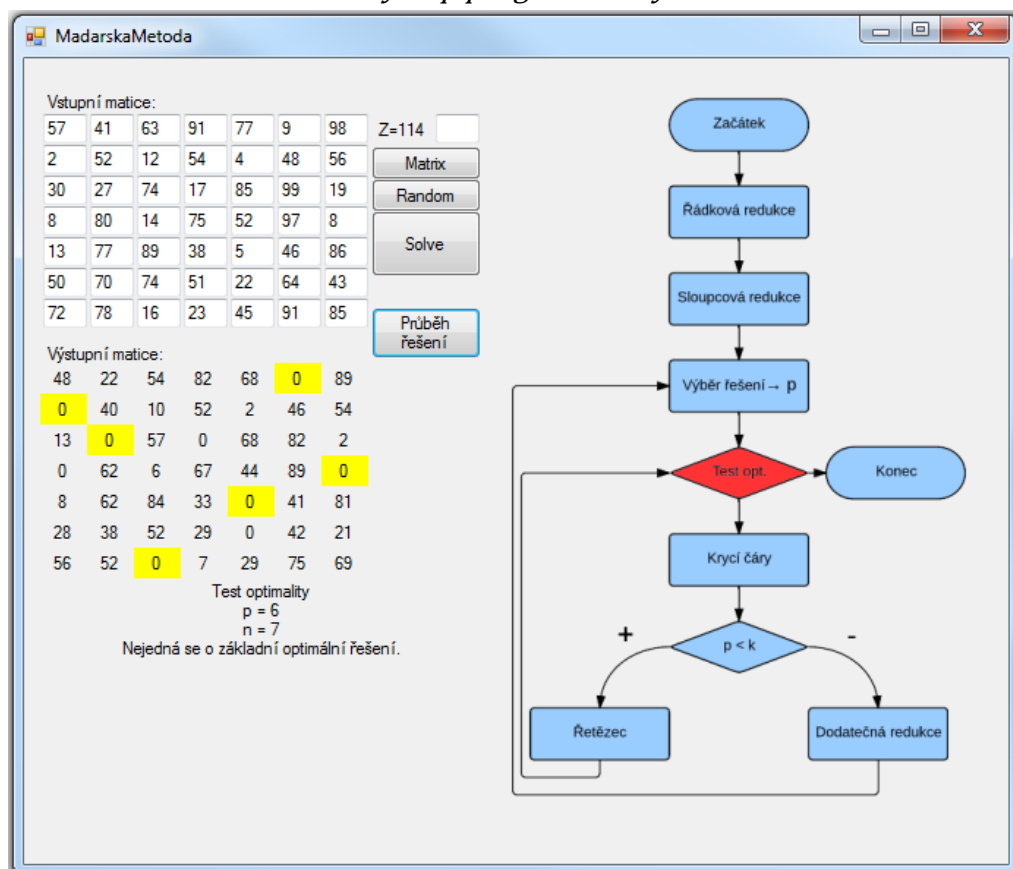 MadarskaMetoda
Vstupní matice:
57 41 63 91 77 9 98
2 52 12 54 4 48 56
30 27 74 17 85 99 19
8 80 14 75 52 97 8
13 77 89 38 5 46 86
50 70 74 51 22 64 43
72 78 16 23 45 91 85
Z=114
Matrix
Random
Solve
Průběh
řešení
Výstupní matice:
48 22 54 82 68 0 89
0 40 10 52 2 46 54
13 0 57 0 68 82 2
0 62 6 67 44 89 0
8 62 84 33 0 41 81
28 38 52 29 0 42 21
56 52 0 7 29 75 69
Test optimality
p = 6
n = 7
Nejedná se o základní optimální řešení.
Začátek
Řádková redukce
Sloupcová redukce
Výběr řešení→ p
Test opt.
Konec
Krycí čáry
+
p < k
-
Řetězec
Dodatečná redukce